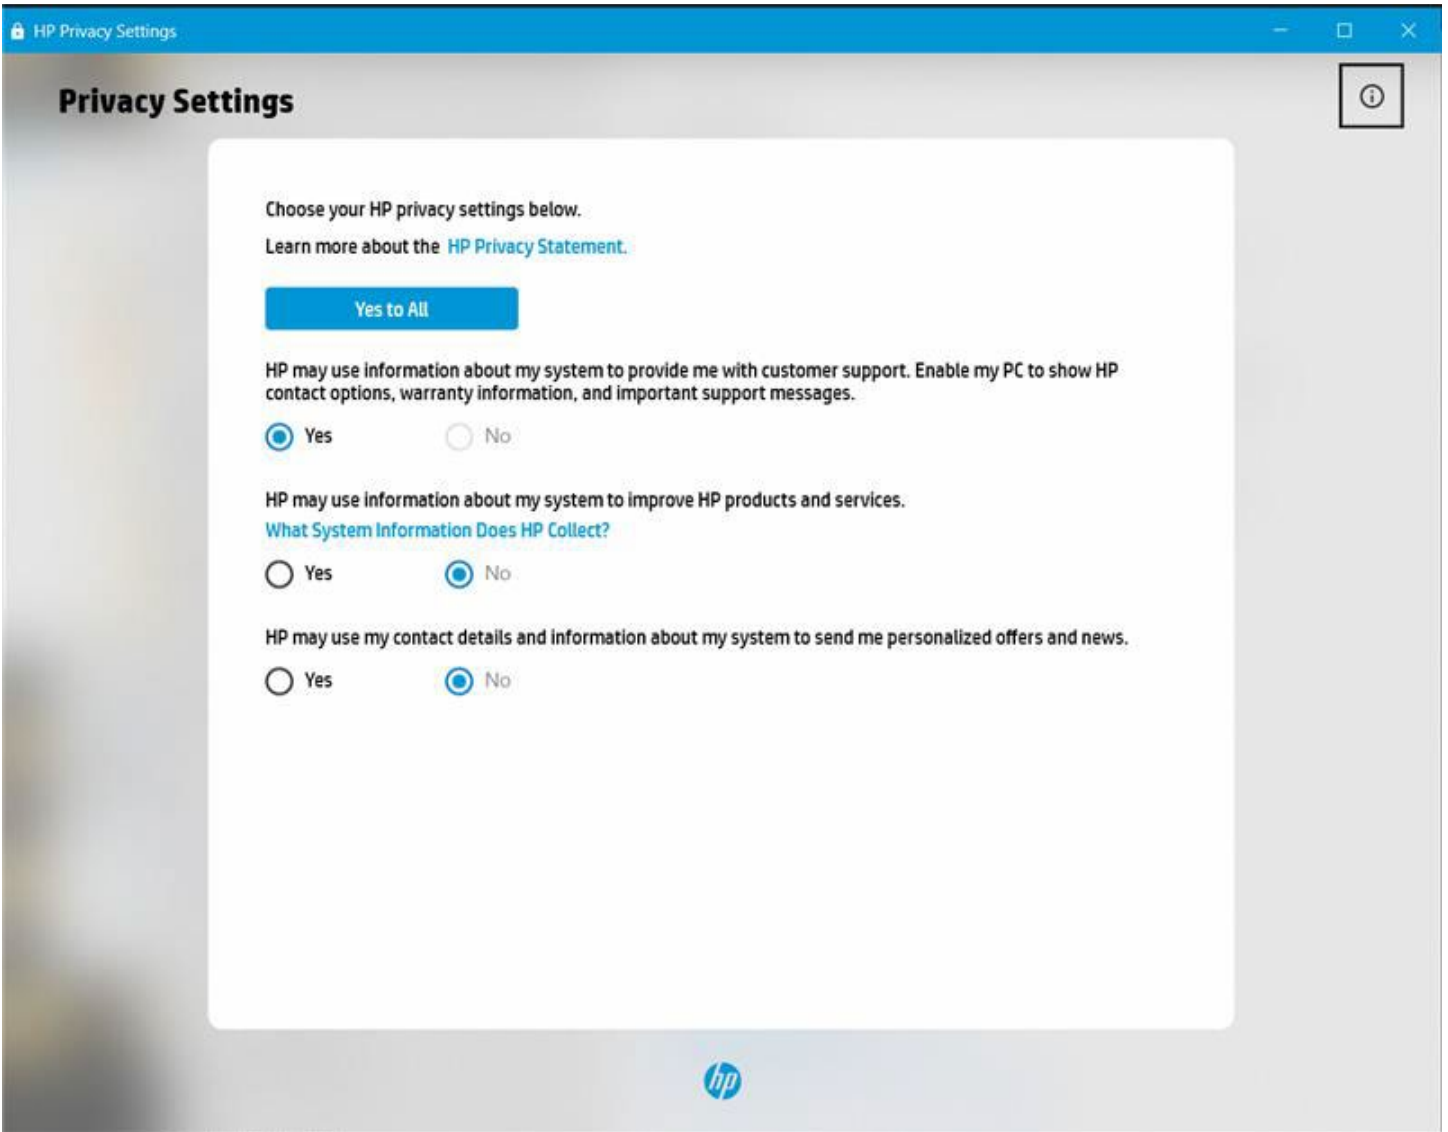 HP Privacy Settings
Privacy Settings
Choose your HP privacy settings below.
Learn more about the HP Privacy Statement.
Yes to All
HP may use information about my system to provide me with customer support. Enable my PC to show HP
contact options, warranty information, and important support messages.
Yes No
HP may use information about my system to improve HP products and services.
What System Information Does HP Collect?
Yes No
HP may use my contact details and information about my system to send me personalized offers and news.
Yes No
hp